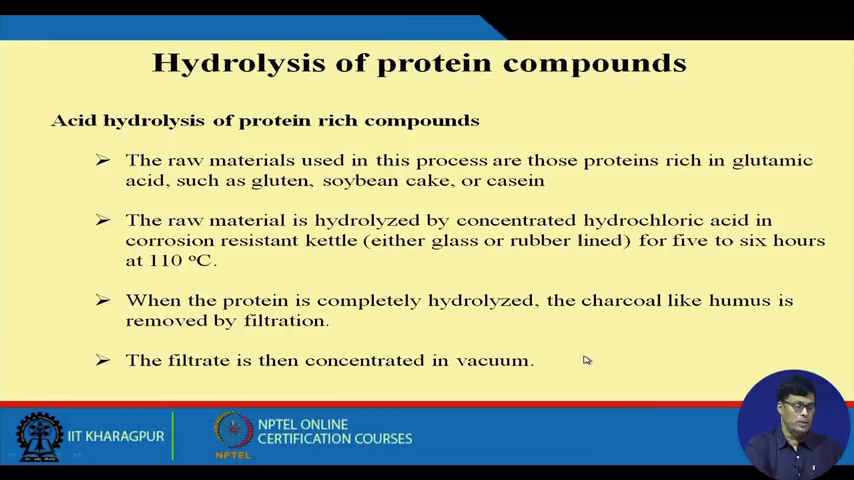 Hydrolysis of protein compounds
Acid hydrolysis of protein rich compounds
➢ The raw materials used in this process are those proteins rich in glutamic
acid, such as gluten, soybean cake, or casein
➢ The raw material is hydrolyzed by concentrated hydrochloric acid in
corrosion resistant kettle (either glass or rubber lined) for five to six hours
at 110 ºC.
➢ When the protein is completely hydrolyzed, the charcoal like humus is
removed by filtration.
➢ The filtrate is then concentrated in vacuum.
IIT KHARAGPUR
NPTEL
NPTEL ONLINE
CERTIFICATION COURSES